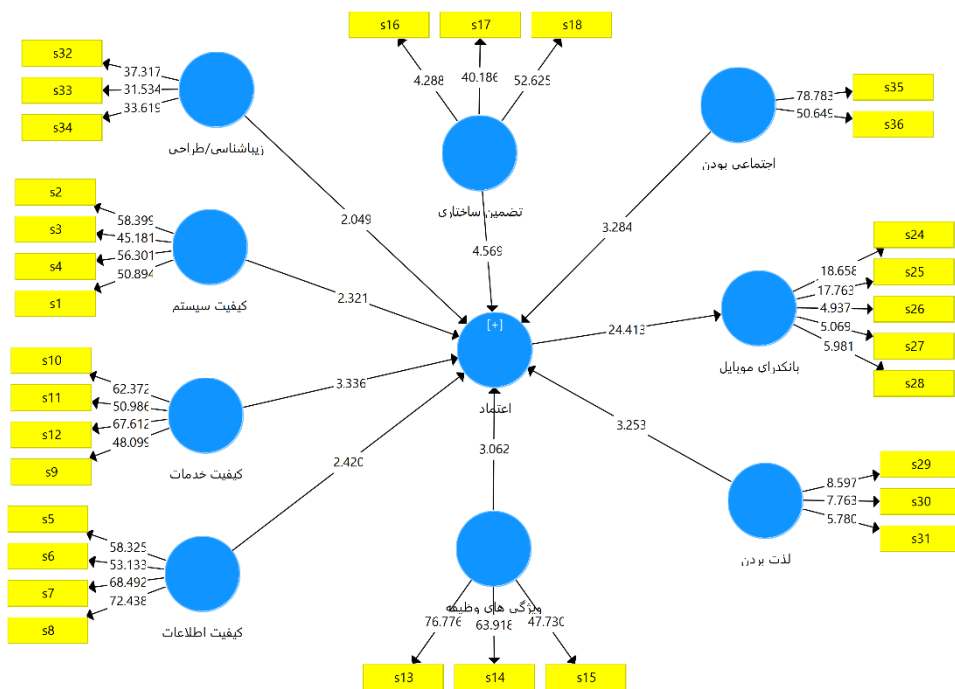 s16
s17
s18
4.288
40.186
52.625
s32
s33
s34
37.317
31.534
33.619
زیباشناسی/طراحی
تضمین ساختاری
s35
s36
78.783
50.649
اجتماعی بودن
2.049
4.569
3.284
s2
s3
s4
s1
58.399
45.181
56.301
50.894
کیفیت سیستم
2.321
[+]
اعتماد
24.413
s24
s25
s26
s27
s28
18.658
17.763
4.937
5.069
5.981
بانکدرای موبایل
s10
s11
s12
s9
62.372
50.986
67.612
48.099
کیفیت خدمات
3.336
2.420
3.062
3.253
s29
s30
s31
8.597
7.763
5.780
لذت بردن
s5
s6
s7
s8
58.325
53.133
68.492
72.438
کیفیت اطلاعات
ویژگی های وظیفه
76.776
63.918
47.730
s13
s14
s15